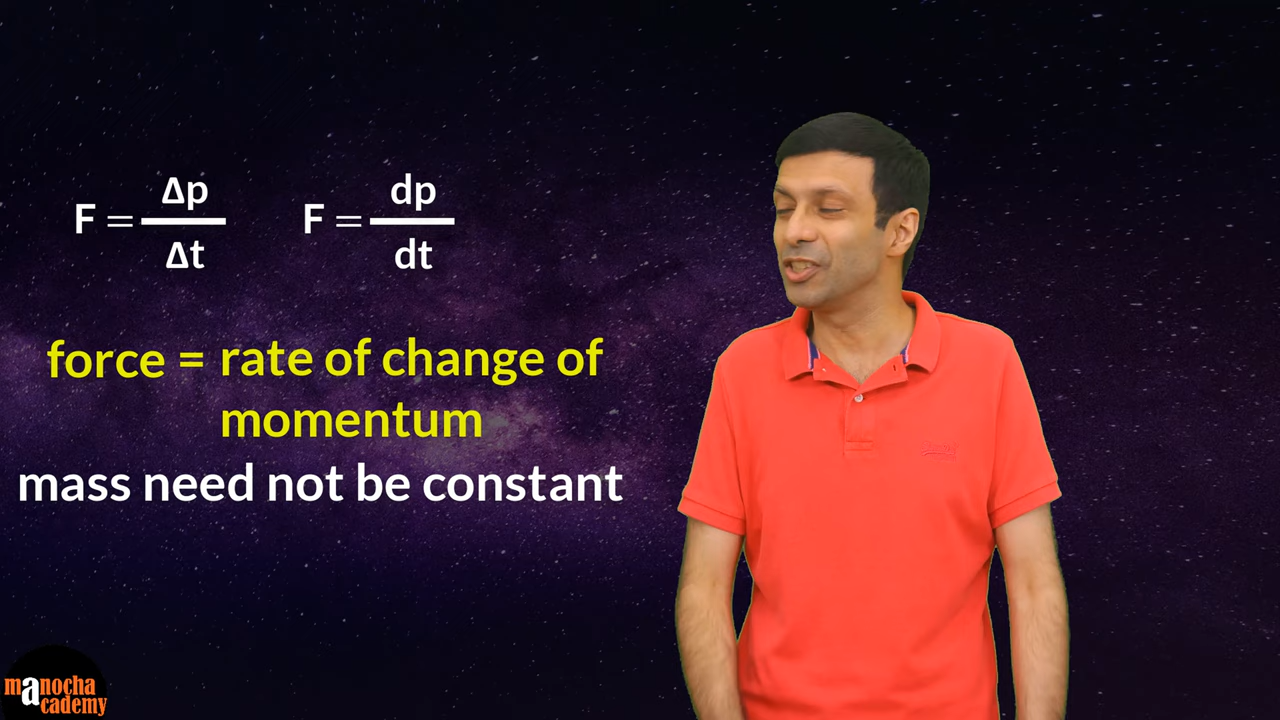 F = Δp / Δt
F = dp / dt
force = rate of change of
momentum
mass need not be constant
manocha
academy